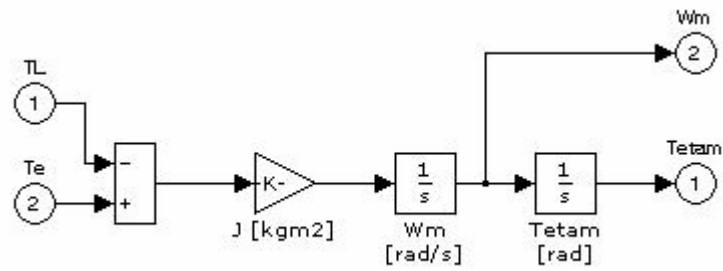 Wm
2
TL
1
Te
2
−
+
K-
J [kgm2]
1
s
Wm
[rad/s]
1
s
Tetam
[rad]
Tetam
1